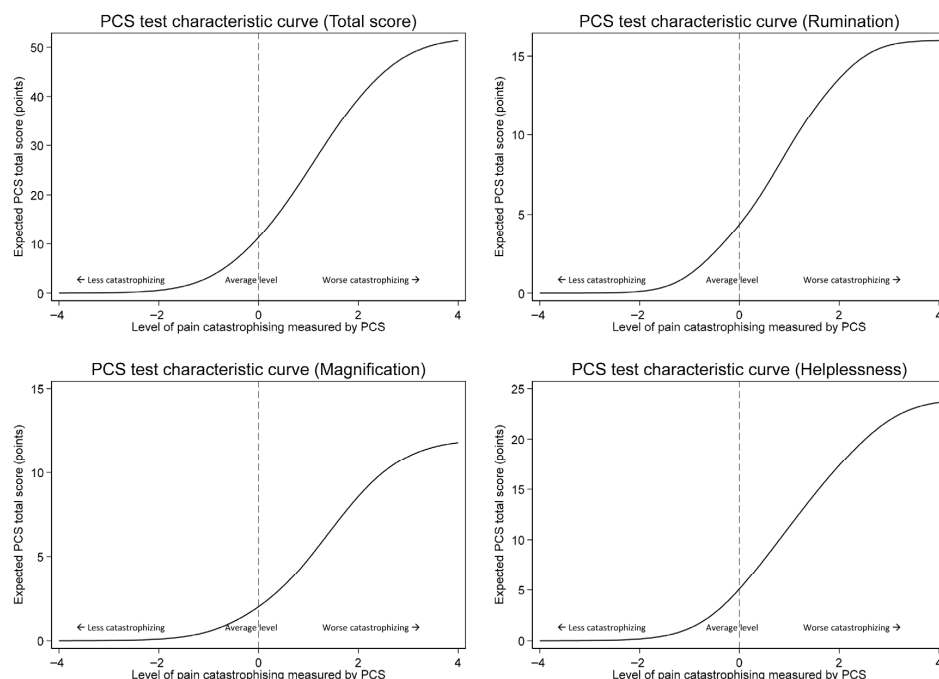 PCS test characteristic curve (Total score)
Expected PCS total score (points)
50
40
30
20
10
0
← Less catastrophizing
Average level
Worse catastrophizing →
−4
−2
0
2
4
Level of pain catastrophising measured by PCS
PCS test characteristic curve (Rumination)
Expected PCS total score (points)
15
10
5
0
← Less catastrophizing
Average level
Worse catastrophizing →
−4
−2
0
2
4
Level of pain catastrophising measured by PCS
PCS test characteristic curve (Magnification)
Expected PCS total score (points)
15
10
5
0
← Less catastrophizing
Average level
Worse catastrophizing →
−4
−2
0
2
4
Level of pain catastrophising measured by PCS
PCS test characteristic curve (Helplessness)
Expected PCS total score (points)
25
20
15
10
5
0
← Less catastrophizing
Average level
Worse catastrophizing →
−4
−2
0
2
4
Level of pain catastrophising measured by PCS